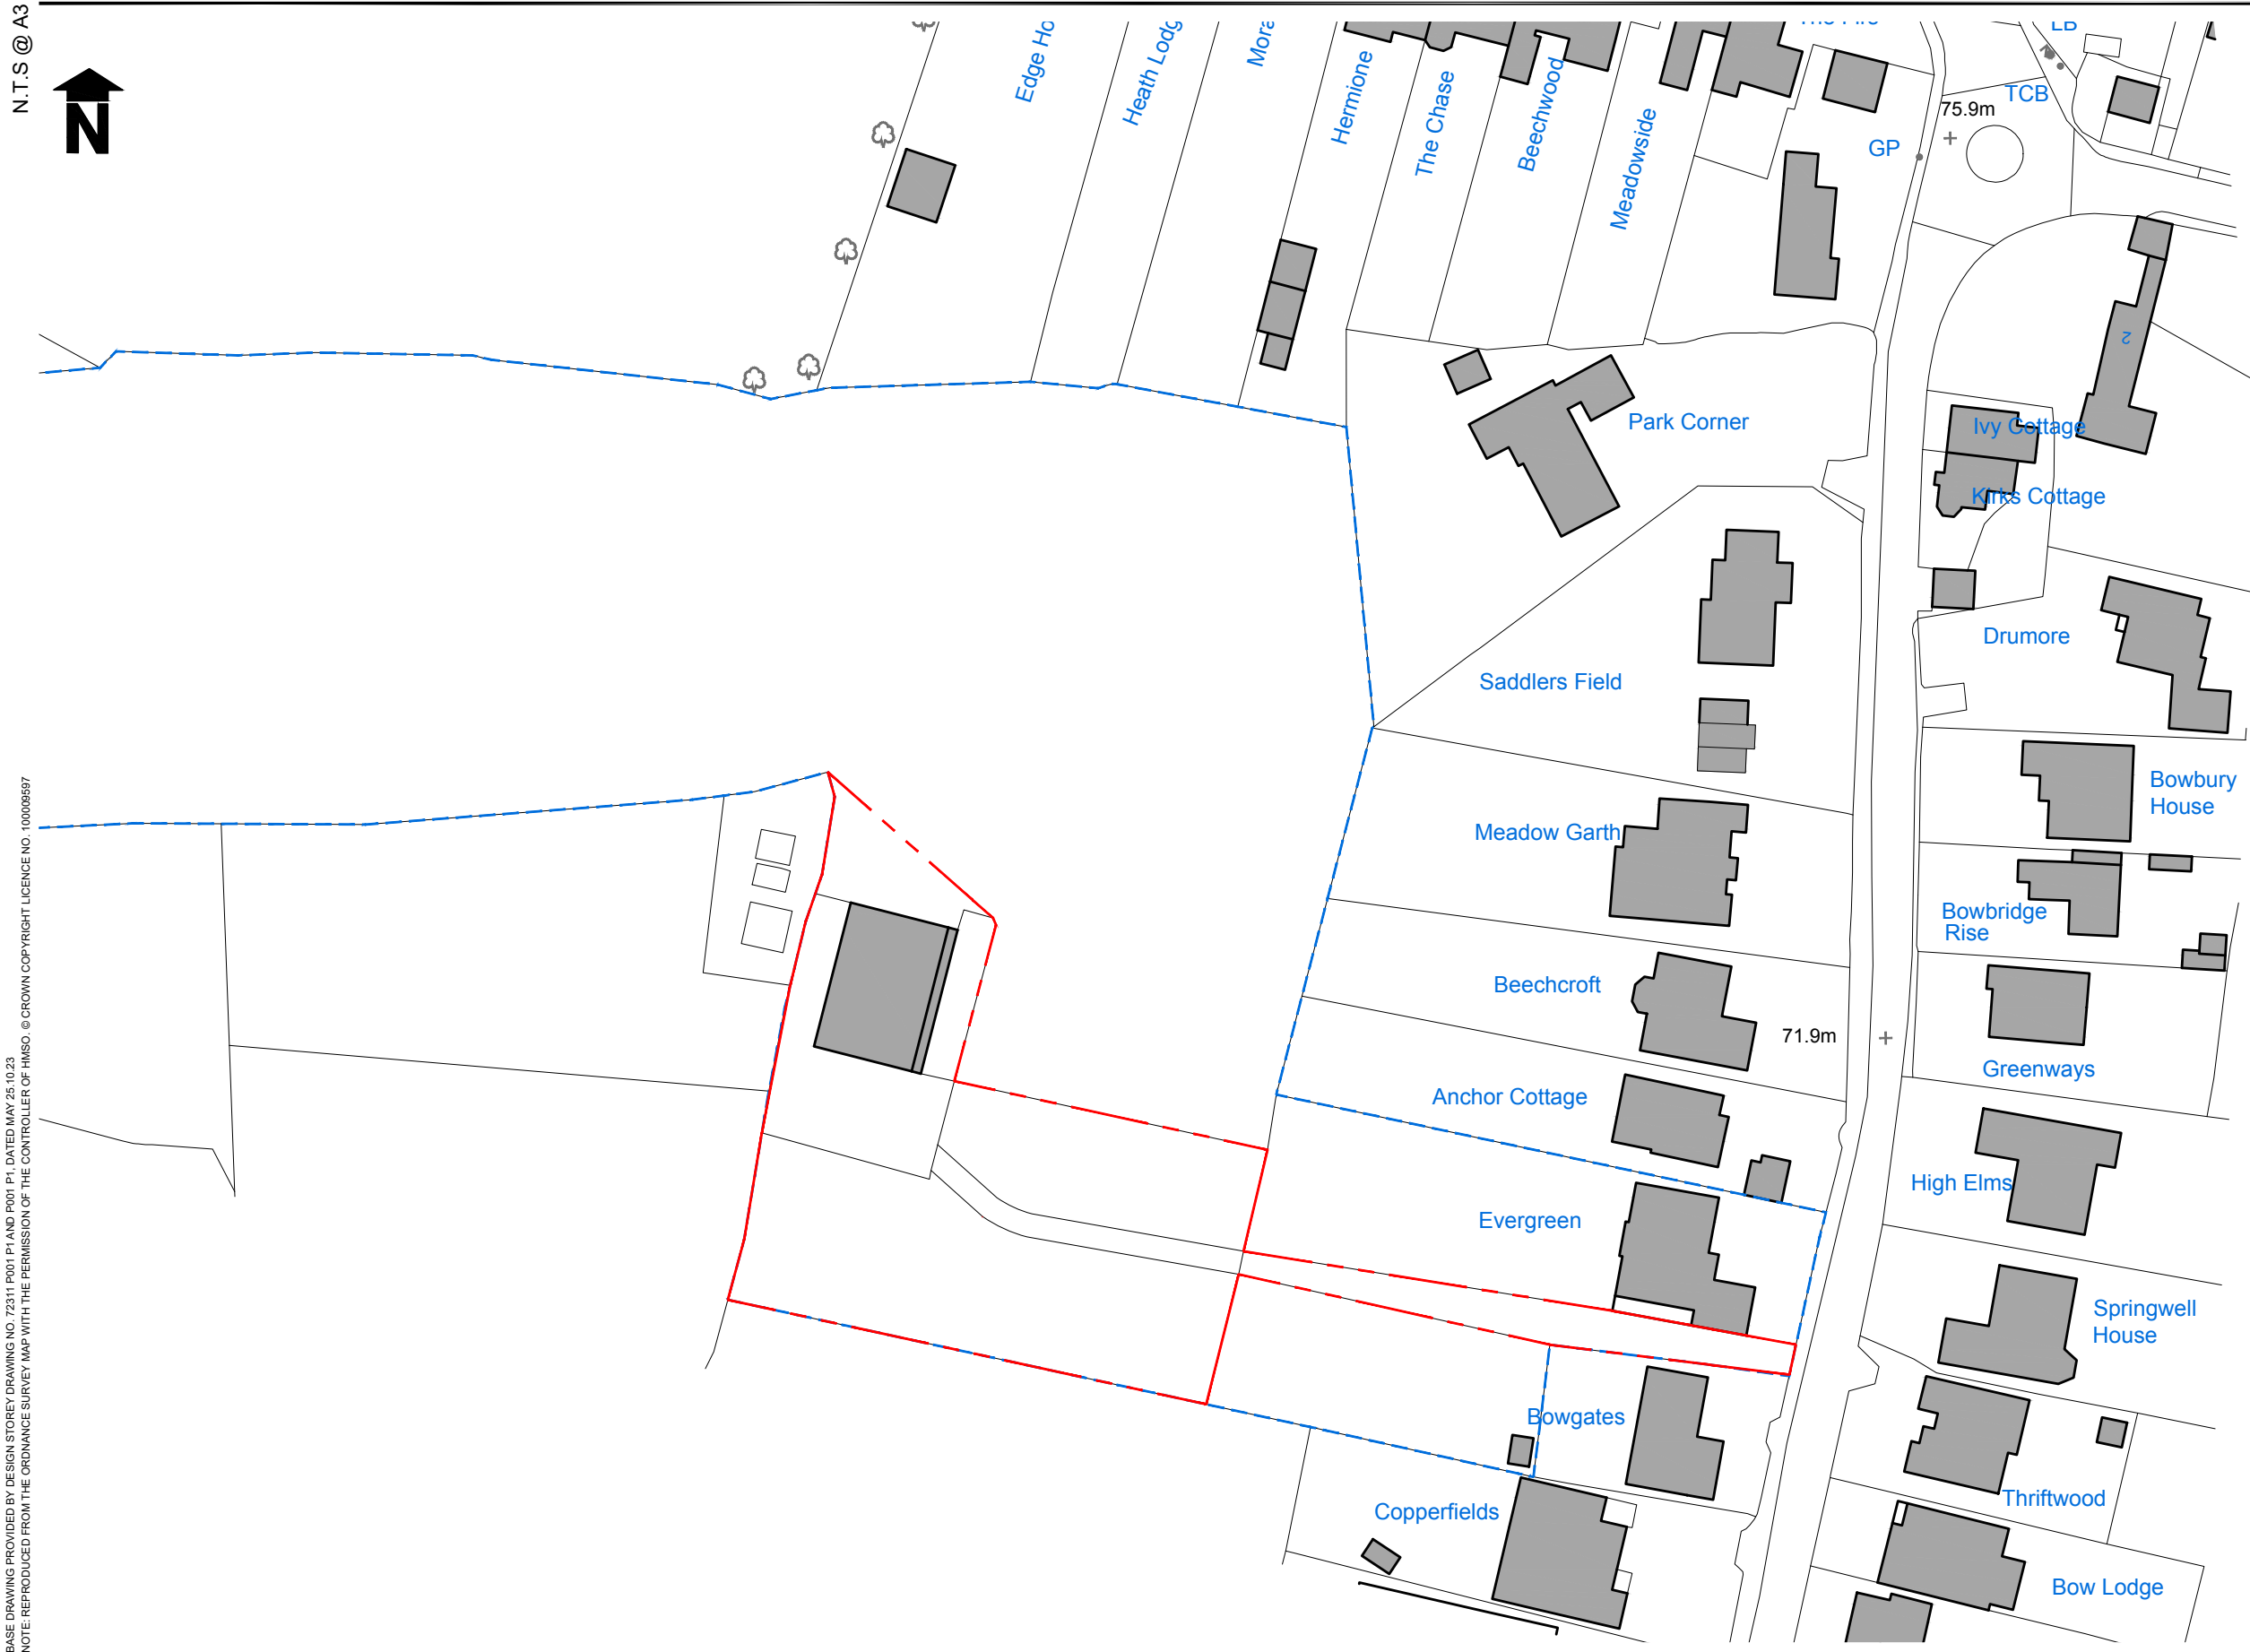 N.T.S @ A3
N
Edge Ho
Heath Lodg
Mora
Hermione
The Chase
Beechwood
Meadowside
LB
TCB
75.9m
GP
2
Park Corner
Ivy Cottage
Kirks Cottage
Drumore
Saddlers Field
Bowbury
House
Meadow Garth
Bowbridge
Rise
Beechcroft
71.9m
Greenways
Anchor Cottage
High Elms
Evergreen
Springwell
House
Bowgates
Thriftwood
Copperfields
Bow Lodge
BASE DRAWING PROVIDED BY DESIGN STOREY DRAWING NO. 72311 P001 P1 AND P001 P1, DATED MAY 25.10.23
NOTE: REPRODUCED FROM THE ORDNANCE SURVEY MAP WITH THE PERMISSION OF THE CONTROLLER OF HMSO. © CROWN COPYRIGHT LICENCE NO. 100009597